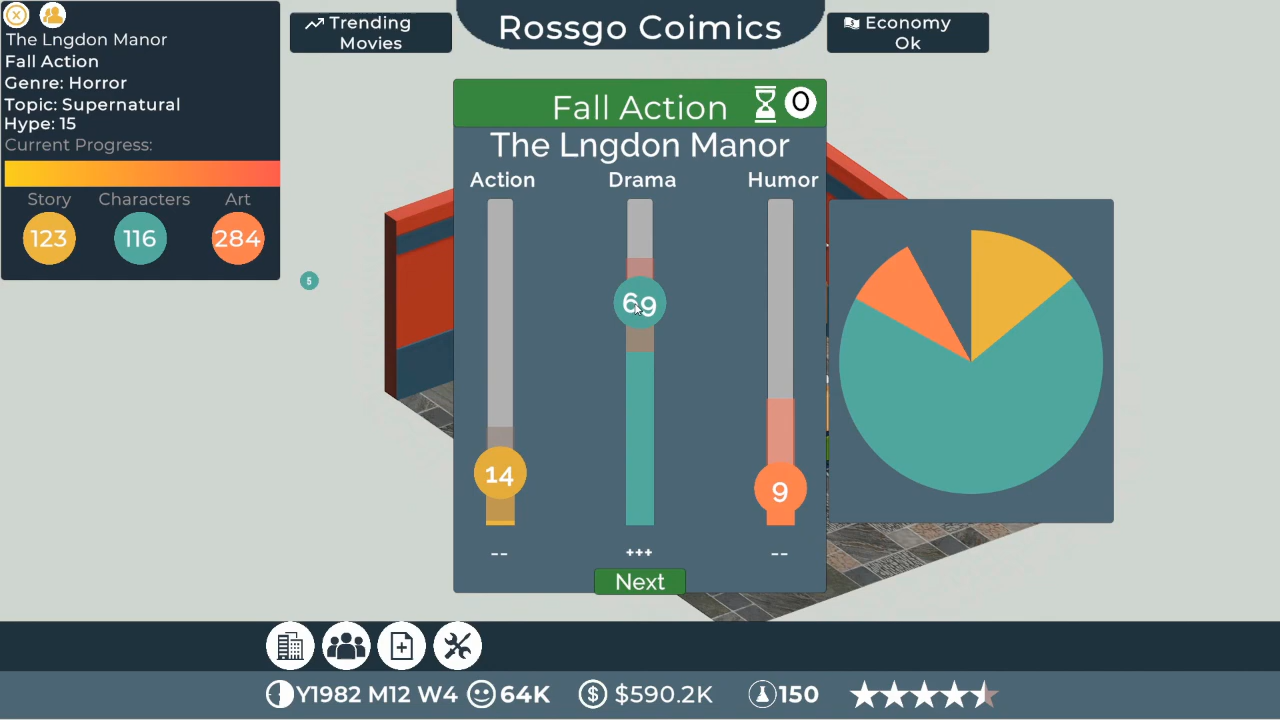 The Lngdon Manor
Fall Action
Genre: Horror
Topic: Supernatural
Hype: 15
Current Progress:
Story Characters Art
123 116 284
Trending
Movies
Rossgo Coimics
Economy
Ok
5
Fall Action 0
The Lngdon Manor
Action Drama Humor
14 69 9
-- +++ --
Next
Y1982 M12 W4 64K $590.2K 150